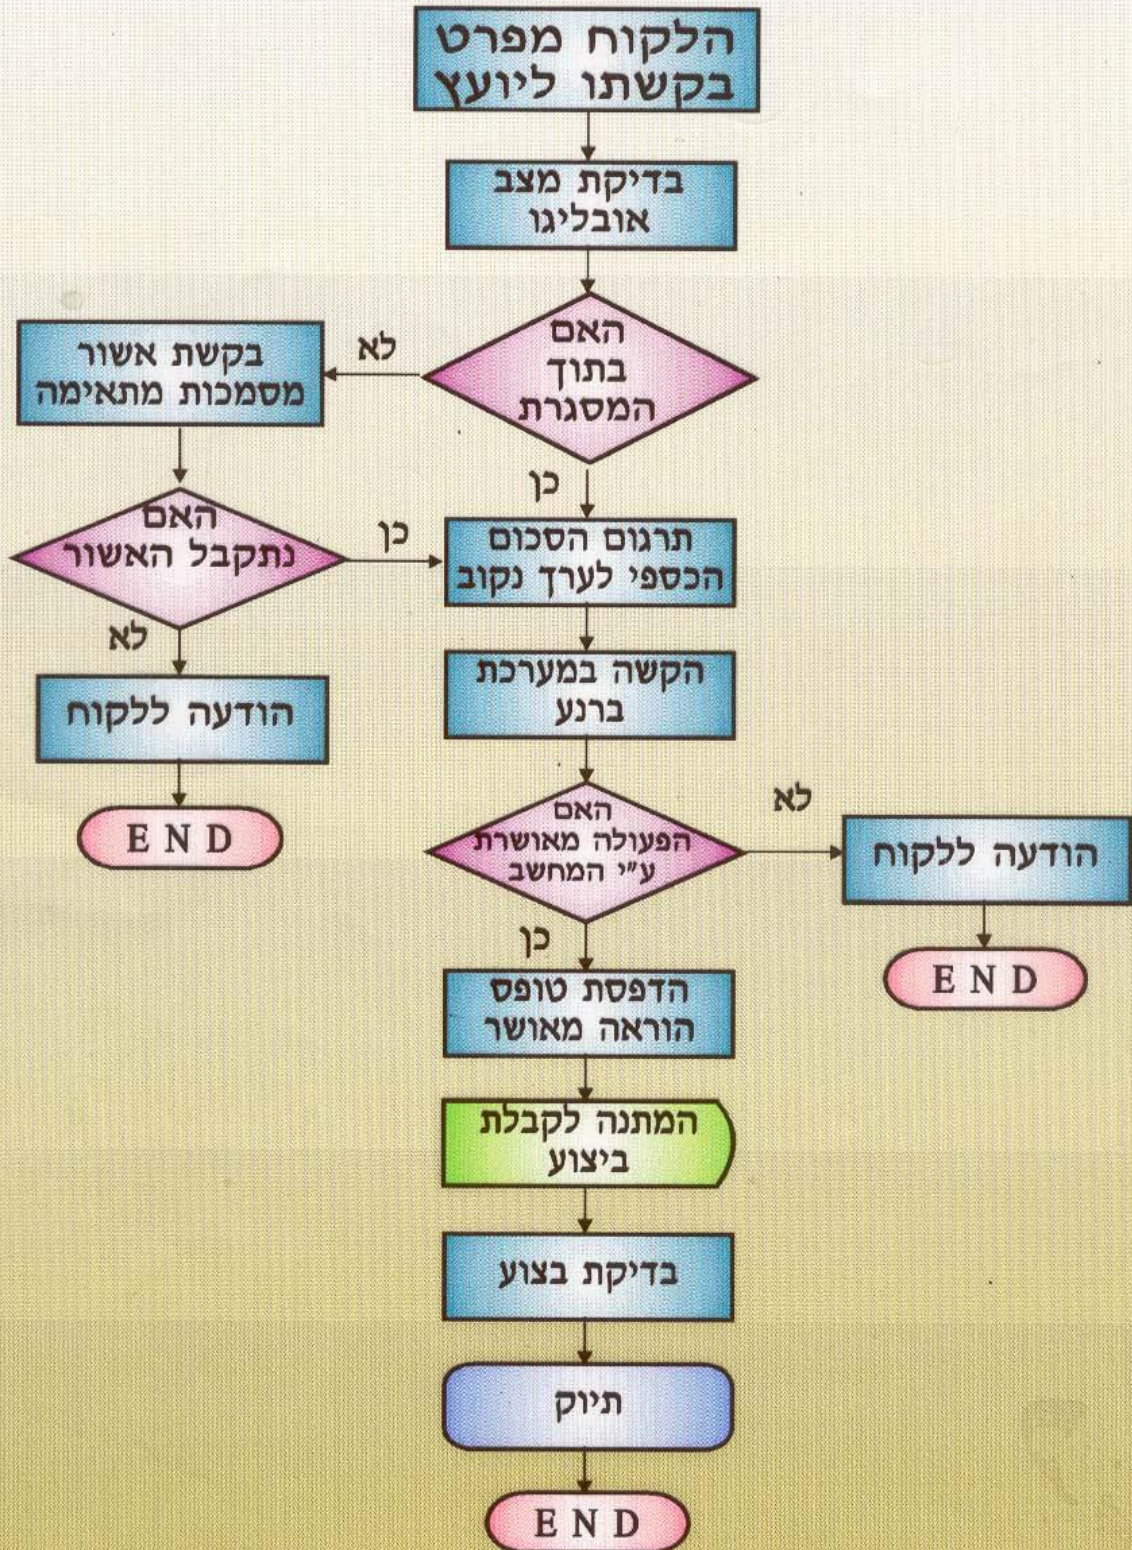 הלקוח מפרט
בקשתו ליועץ
בדיקת מצב
אובליגו
האם
בתוך
המסגרת
לא
בקשת אשור
מסמכות מתאימה
כן
האם
נתקבל האשור
כן
תרגום הסכום
הכספי לערך נקוב
לא
הודעה ללקוח
END
הקשה במערכת
ברנע
האם
הפעולה מאושרת
ע"י המחשב
לא
הודעה ללקוח
END
כן
הדפסת טופס
הוראה מאושר
המתנה לקבלת
ביצוע
בדיקת בצוע
תיוק
END